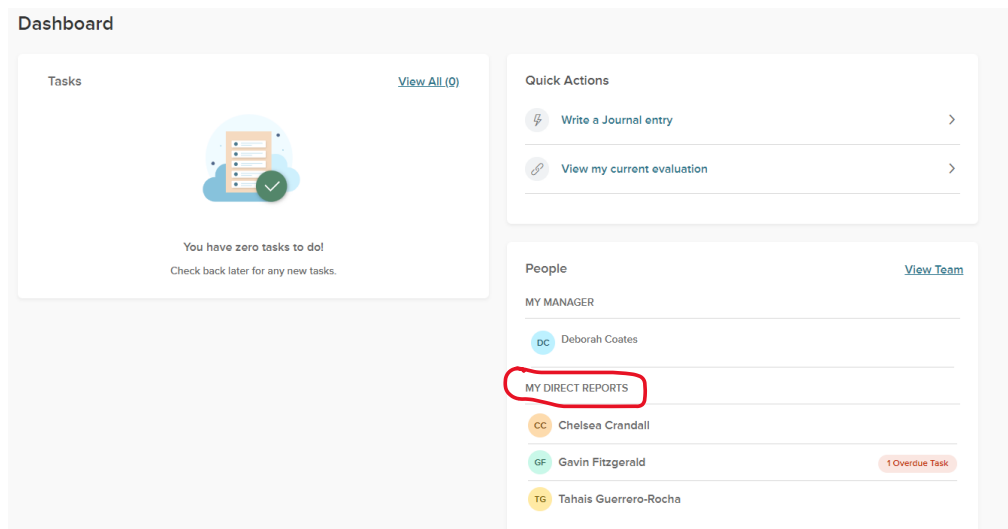 Dashboard
Tasks
View All (0)
You have zero tasks to do!
Check back later for any new tasks.
Quick Actions
Write a Journal entry
View my current evaluation
People
View Team
MY MANAGER
DC Deborah Coates
MY DIRECT REPORTS
CC Chelsea Crandall
GF Gavin Fitzgerald
1 Overdue Task
TG Tahais Guerrero-Rocha